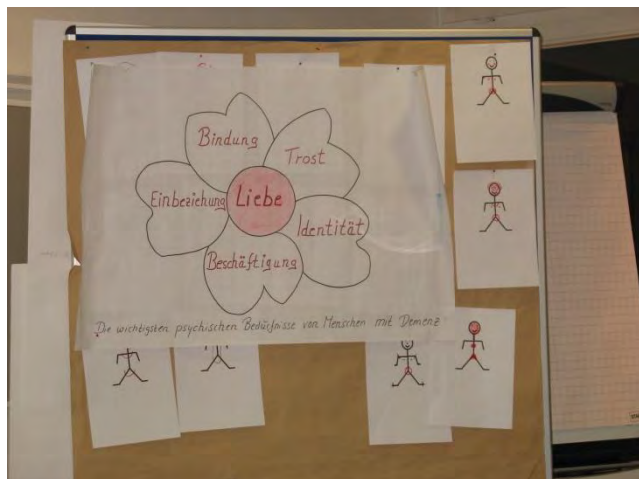 Bindung
Trost
Einbeziehung
Liebe
Identität
Beschäftigung
Die wichtigsten psychischen Bedürfnisse von Menschen mit Demenz